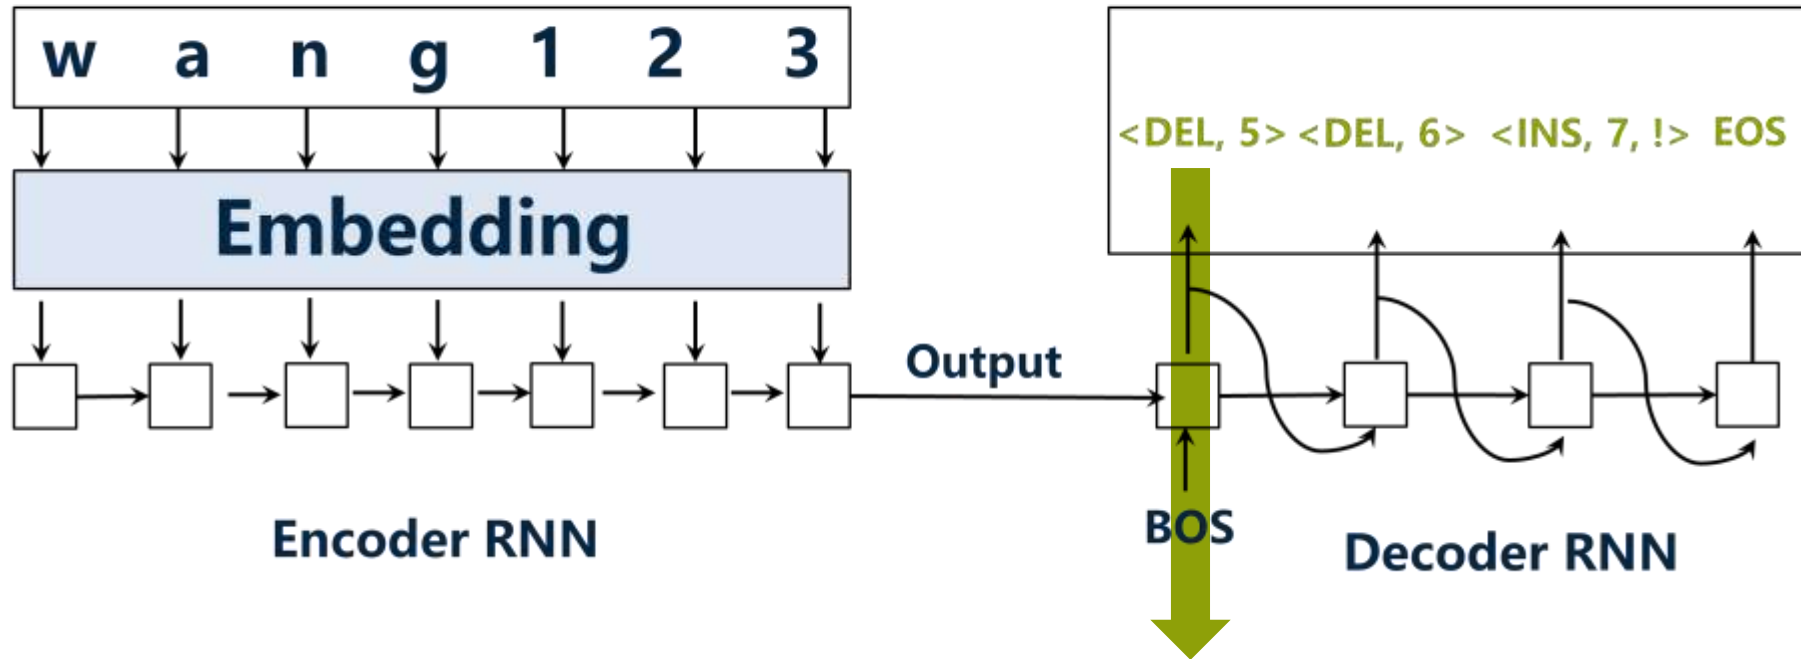 w a n g 1 2 3
<DEL, 5> <DEL, 6> <INS, 7, !> EOS
Embedding
Output
BOS
Encoder RNN
Decoder RNN